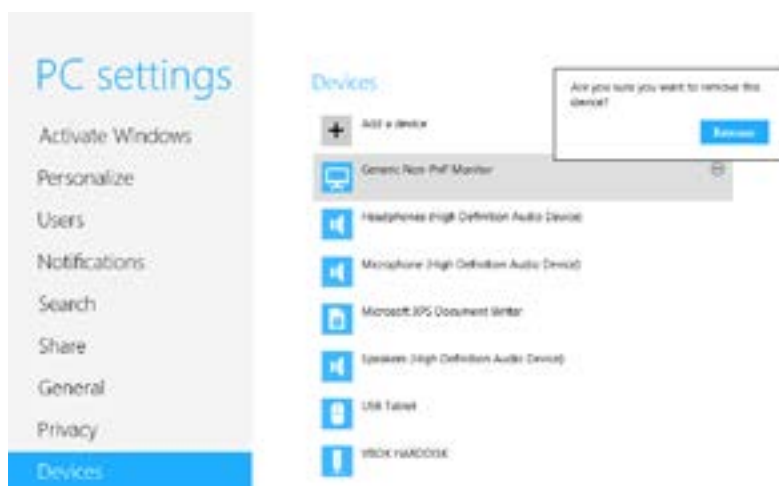 PC settings
Activate Windows
Personalize
Users
Notifications
Search
Share
General
Privacy
Devices
Devices
Add a device
Generic Non-PnP Monitor
Headphones (High Definition Audio Device)
Microphone (High Definition Audio Device)
Microsoft XPS Document Writer
Speakers (High Definition Audio Device)
USB Tablet
VBOX HARDDISK
Are you sure you want to remove this
device?
Remove